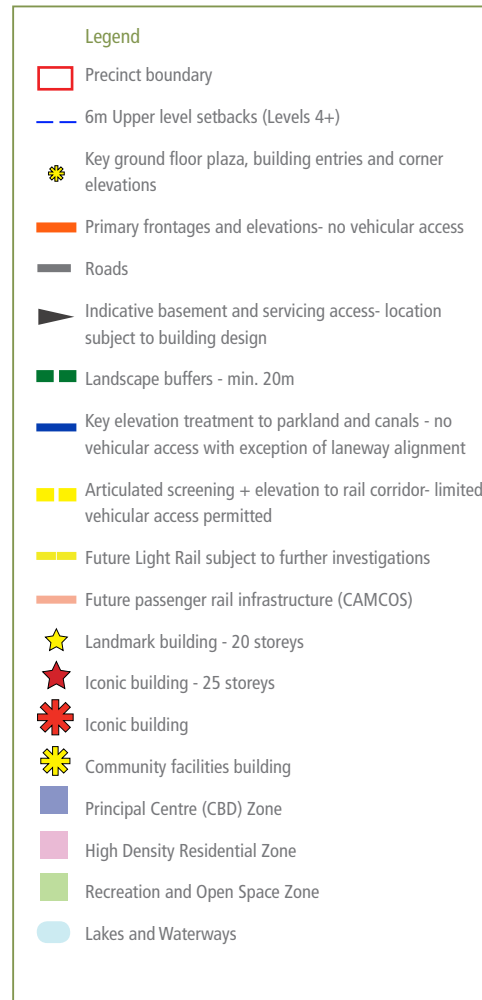 Legend
Precinct boundary
6m Upper level setbacks (Levels 4+)
Key ground floor plaza, building entries and corner
elevations
Primary frontages and elevations- no vehicular access
Roads
Indicative basement and servicing access- location
subject to building design
Landscape buffers - min. 20m
Key elevation treatment to parkland and canals - no
vehicular access with exception of laneway alignment
Articulated screening + elevation to rail corridor- limited
vehicular access permitted
Future Light Rail subject to further investigations
Future passenger rail infrastructure (CAMCOS)
Landmark building - 20 storeys
Iconic building - 25 storeys
Iconic building
Community facilities building
Principal Centre (CBD) Zone
High Density Residential Zone
Recreation and Open Space Zone
Lakes and Waterways